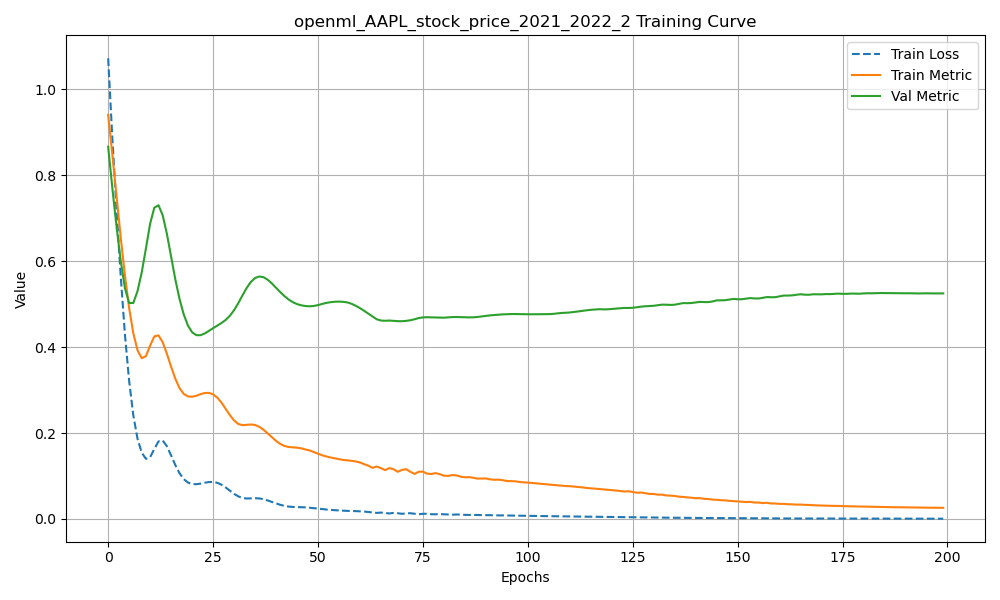 openml_AAPL_stock_price_2021_2022_2 Training Curve
Train Loss
Train Metric
Val Metric
Value
1.0
0.8
0.6
0.4
0.2
0.0
0 25 50 75 100 125 150 175 200
Epochs